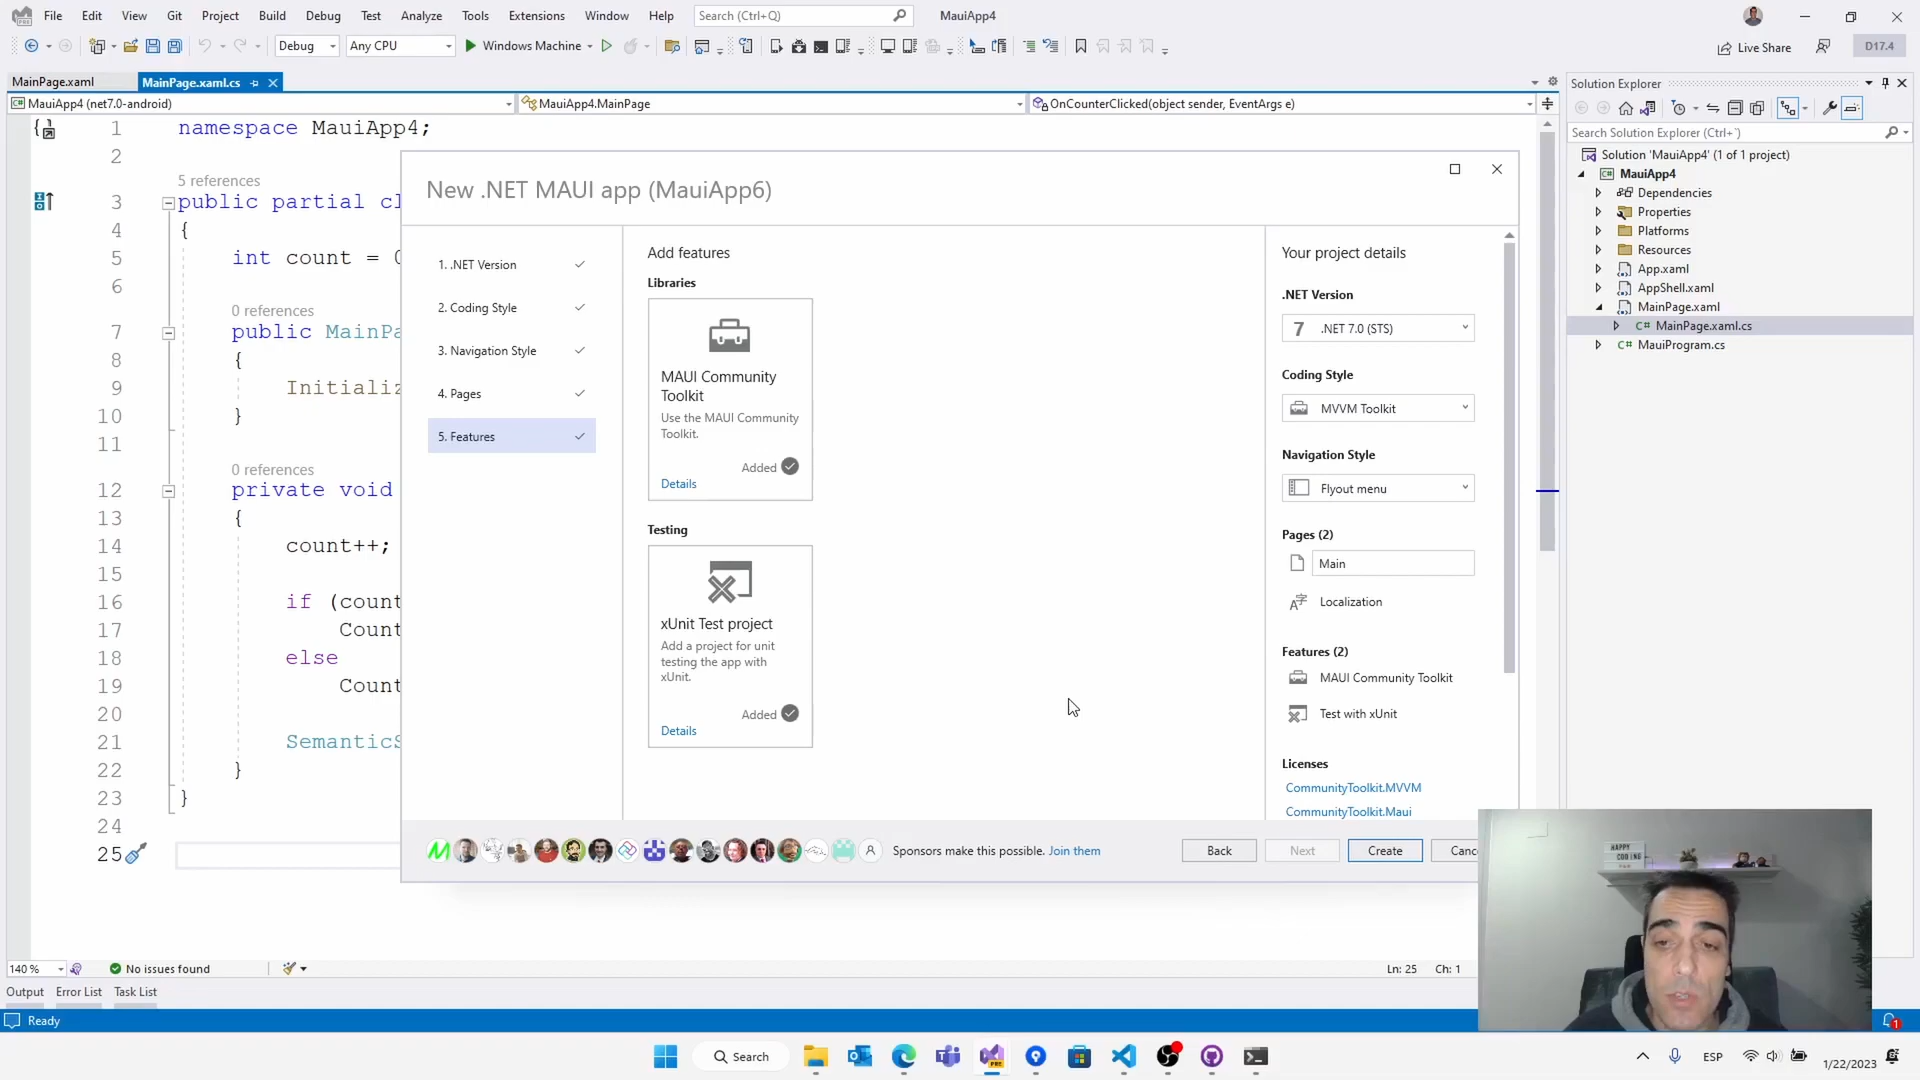 File Edit View Git Project Build Debug Test Analyze Tools Extensions Window Help Search (Ctrl+Q) MauiApp4
Debug Any CPU Windows Machine Live Share D17.4
MainPage.xaml MainPage.xaml.cs
MauiApp4 (net7.0-android) MauiApp4.MainPage OnCounterClicked(object sender, EventArgs e)
1 namespace MauiApp4;
2
5 references
3 public partial cl
4 {
5 int count = 0
6
0 references
7 public MainPa
8 {
9 Initializ
10 }
11
0 references
12 private void
13 {
14 count++;
15
16 if (count
17 Count
18 else
19 Count
20
21 SemanticS
22 }
23 }
24
25
New .NET MAUI app (MauiApp6)
1. .NET Version
2. Coding Style
3. Navigation Style
4. Pages
5. Features
Add features
Libraries
MAUI Community
Toolkit
Use the MAUI Community
Toolkit.
Added
Details
Testing
xUnit Test project
Add a project for unit
testing the app with
xUnit.
Added
Details
Your project details
.NET Version
7 .NET 7.0 (STS)
Coding Style
MVVM Toolkit
Navigation Style
Flyout menu
Pages (2)
Main
Localization
Features (2)
MAUI Community Toolkit
Test with xUnit
Licenses
CommunityToolkit.MVVM
CommunityToolkit.Maui
Sponsors make this possible. Join them
Back Next Create Canc
Solution Explorer
Search Solution Explorer (Ctrl+`)
Solution 'MauiApp4' (1 of 1 project)
MauiApp4
Dependencies
Properties
Platforms
Resources
App.xaml
AppShell.xaml
MainPage.xaml
C# MainPage.xaml.cs
C# MauiProgram.cs
HAPPY
CODING
140 % No issues found Ln: 25 Ch: 1
Output Error List Task List
Ready 1
Search ESP 1/22/2023